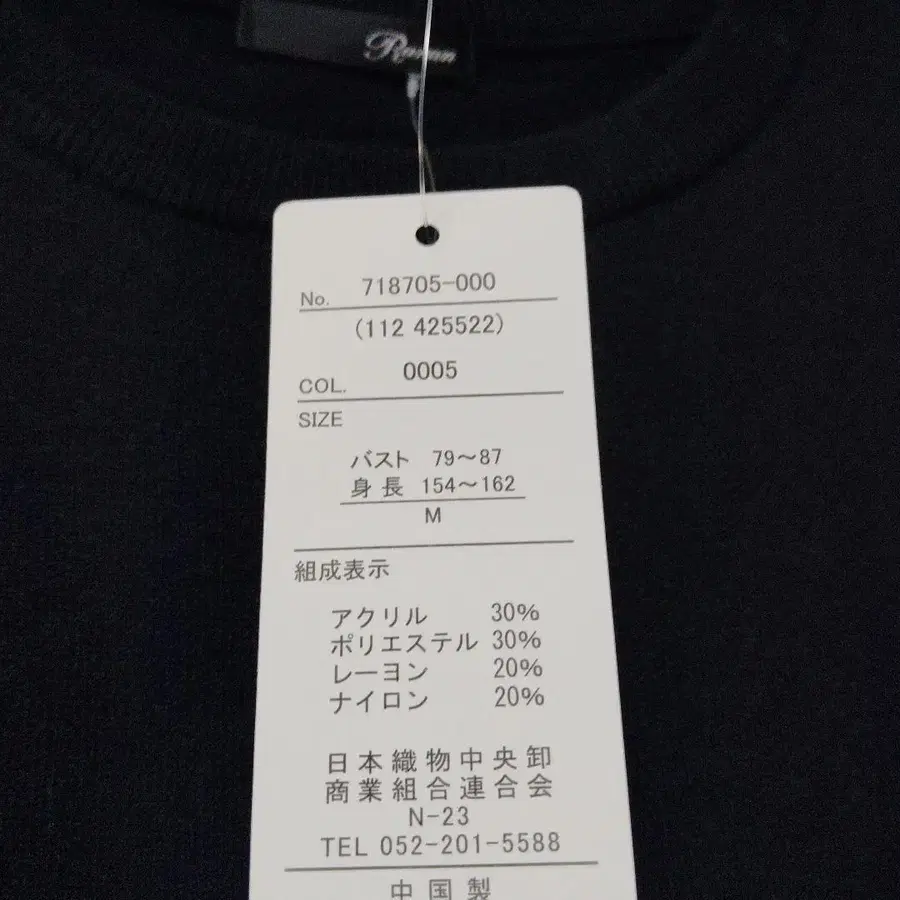 No. 718705-000
(112 425522)
COL. 0005
SIZE
バスト 79～87
身長 154～162
M
組成表示
アクリル 30%
ポリエステル 30%
レーヨン 20%
ナイロン 20%
日本織物中央卸
商業組合連合会
N-23
TEL 052-201-5588
中国製